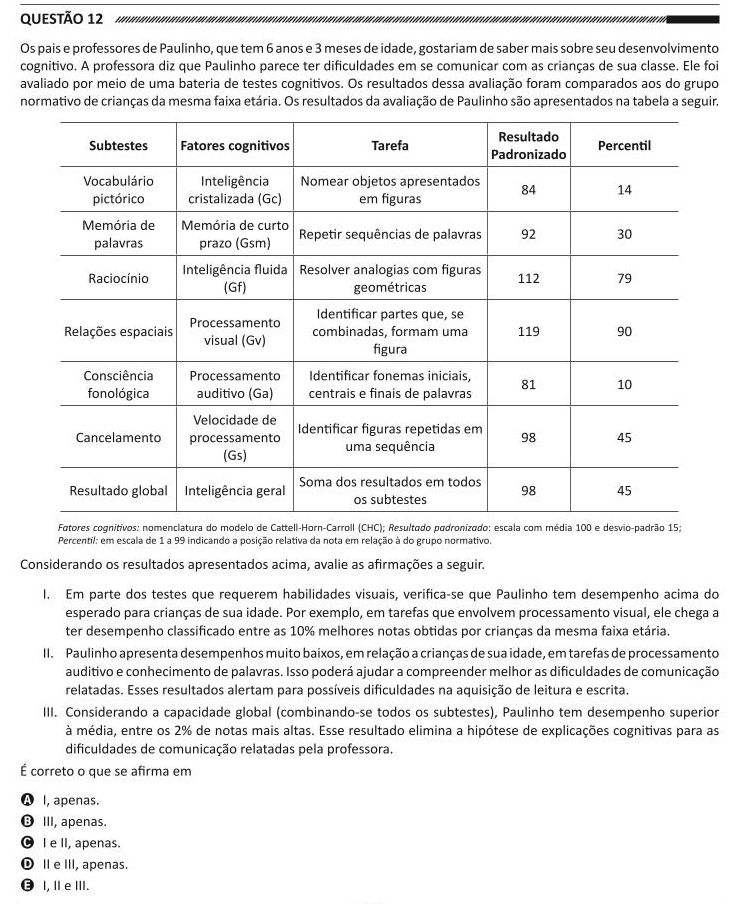 QUESTÃO 12
Os pais e professores de Paulinho, que tem 6 anos e 3 meses de idade, gostariam de saber mais sobre seu desenvolvimento
cognitivo. A professora diz que Paulinho parece ter dificuldades em se comunicar com as crianças de sua classe. Ele foi
avaliado por meio de uma bateria de testes cognitivos. Os resultados dessa avaliação foram comparados aos do grupo
normativo de crianças da mesma faixa etária. Os resultados da avaliação de Paulinho são apresentados na tabela a seguir.
Subtestes Fatores cognitivos Tarefa Resultado Padronizado Percentil
Vocabulário pictórico Inteligência cristalizada (Gc) Nomear objetos apresentados em figuras 84 14
Memória de palavras Memória de curto prazo (Gsm) Repetir sequências de palavras 92 30
Raciocínio Inteligência fluida (Gf) Resolver analogias com figuras geométricas 112 79
Relações espaciais Processamento visual (Gv) Identificar partes que, se combinadas, formam uma figura 119 90
Consciência fonológica Processamento auditivo (Ga) Identificar fonemas iniciais, centrais e finais de palavras 81 10
Cancelamento Velocidade de processamento (Gs) Identificar figuras repetidas em uma sequência 98 45
Resultado global Inteligência geral Soma dos resultados em todos os subtestes 98 45
Fatores cognitivos: nomenclatura do modelo de Cattell-Horn-Carroll (CHC); Resultado padronizado: escala com média 100 e desvio-padrão 15;
Percentil: em escala de 1 a 99 indicando a posição relativa da nota em relação à do grupo normativo.
Considerando os resultados apresentados acima, avalie as afirmações a seguir.
I. Em parte dos testes que requerem habilidades visuais, verifica-se que Paulinho tem desempenho acima do
esperado para crianças de sua idade. Por exemplo, em tarefas que envolvem processamento visual, ele chega a
ter desempenho classificado entre as 10% melhores notas obtidas por crianças da mesma faixa etária.
II. Paulinho apresenta desempenhos muito baixos, em relação a crianças de sua idade, em tarefas de processamento
auditivo e conhecimento de palavras. Isso poderá ajudar a compreender melhor as dificuldades de comunicação
relatadas. Esses resultados alertam para possíveis dificuldades na aquisição de leitura e escrita.
III. Considerando a capacidade global (combinando-se todos os subtestes), Paulinho tem desempenho superior
à média, entre os 2% de notas mais altas. Esse resultado elimina a hipótese de explicações cognitivas para as
dificuldades de comunicação relatadas pela professora.
É correto o que se afirma em
A I, apenas.
B III, apenas.
C I e II, apenas.
D II e III, apenas.
E I, II e III.